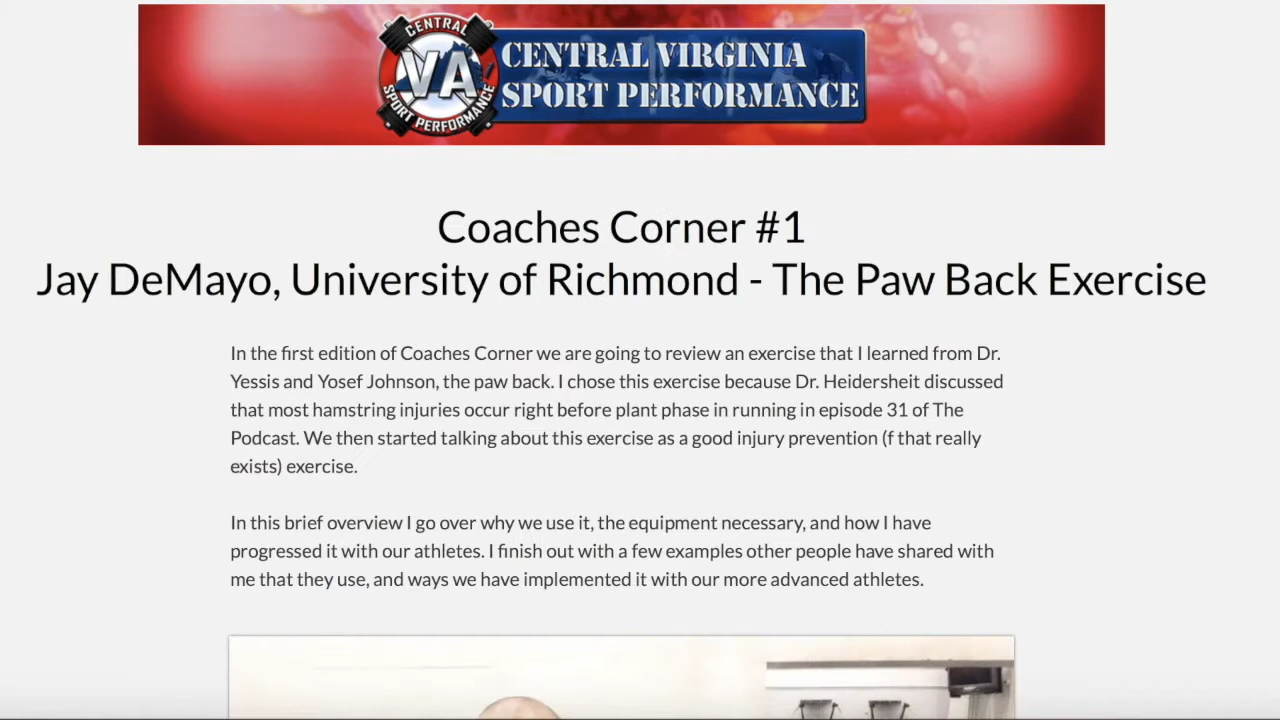 CENTRAL
VA
SPORT PERFORMANCE
CENTRAL VIRGINIA
SPORT PERFORMANCE
Coaches Corner #1
Jay DeMayo, University of Richmond - The Paw Back Exercise
In the first edition of Coaches Corner we are going to review an exercise that I learned from Dr.
Yessis and Yosef Johnson, the paw back. I chose this exercise because Dr. Heidersheit discussed
that most hamstring injuries occur right before plant phase in running in episode 31 of The
Podcast. We then started talking about this exercise as a good injury prevention (f that really
exists) exercise.
In this brief overview I go over why we use it, the equipment necessary, and how I have
progressed it with our athletes. I finish out with a few examples other people have shared with
me that they use, and ways we have implemented it with our more advanced athletes.